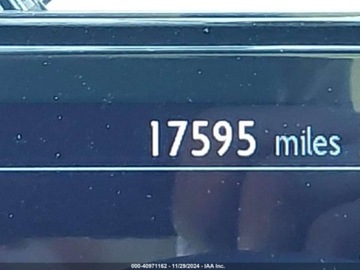 17595 miles
000-40971162 - 11/29/2024 - IAA Inc.